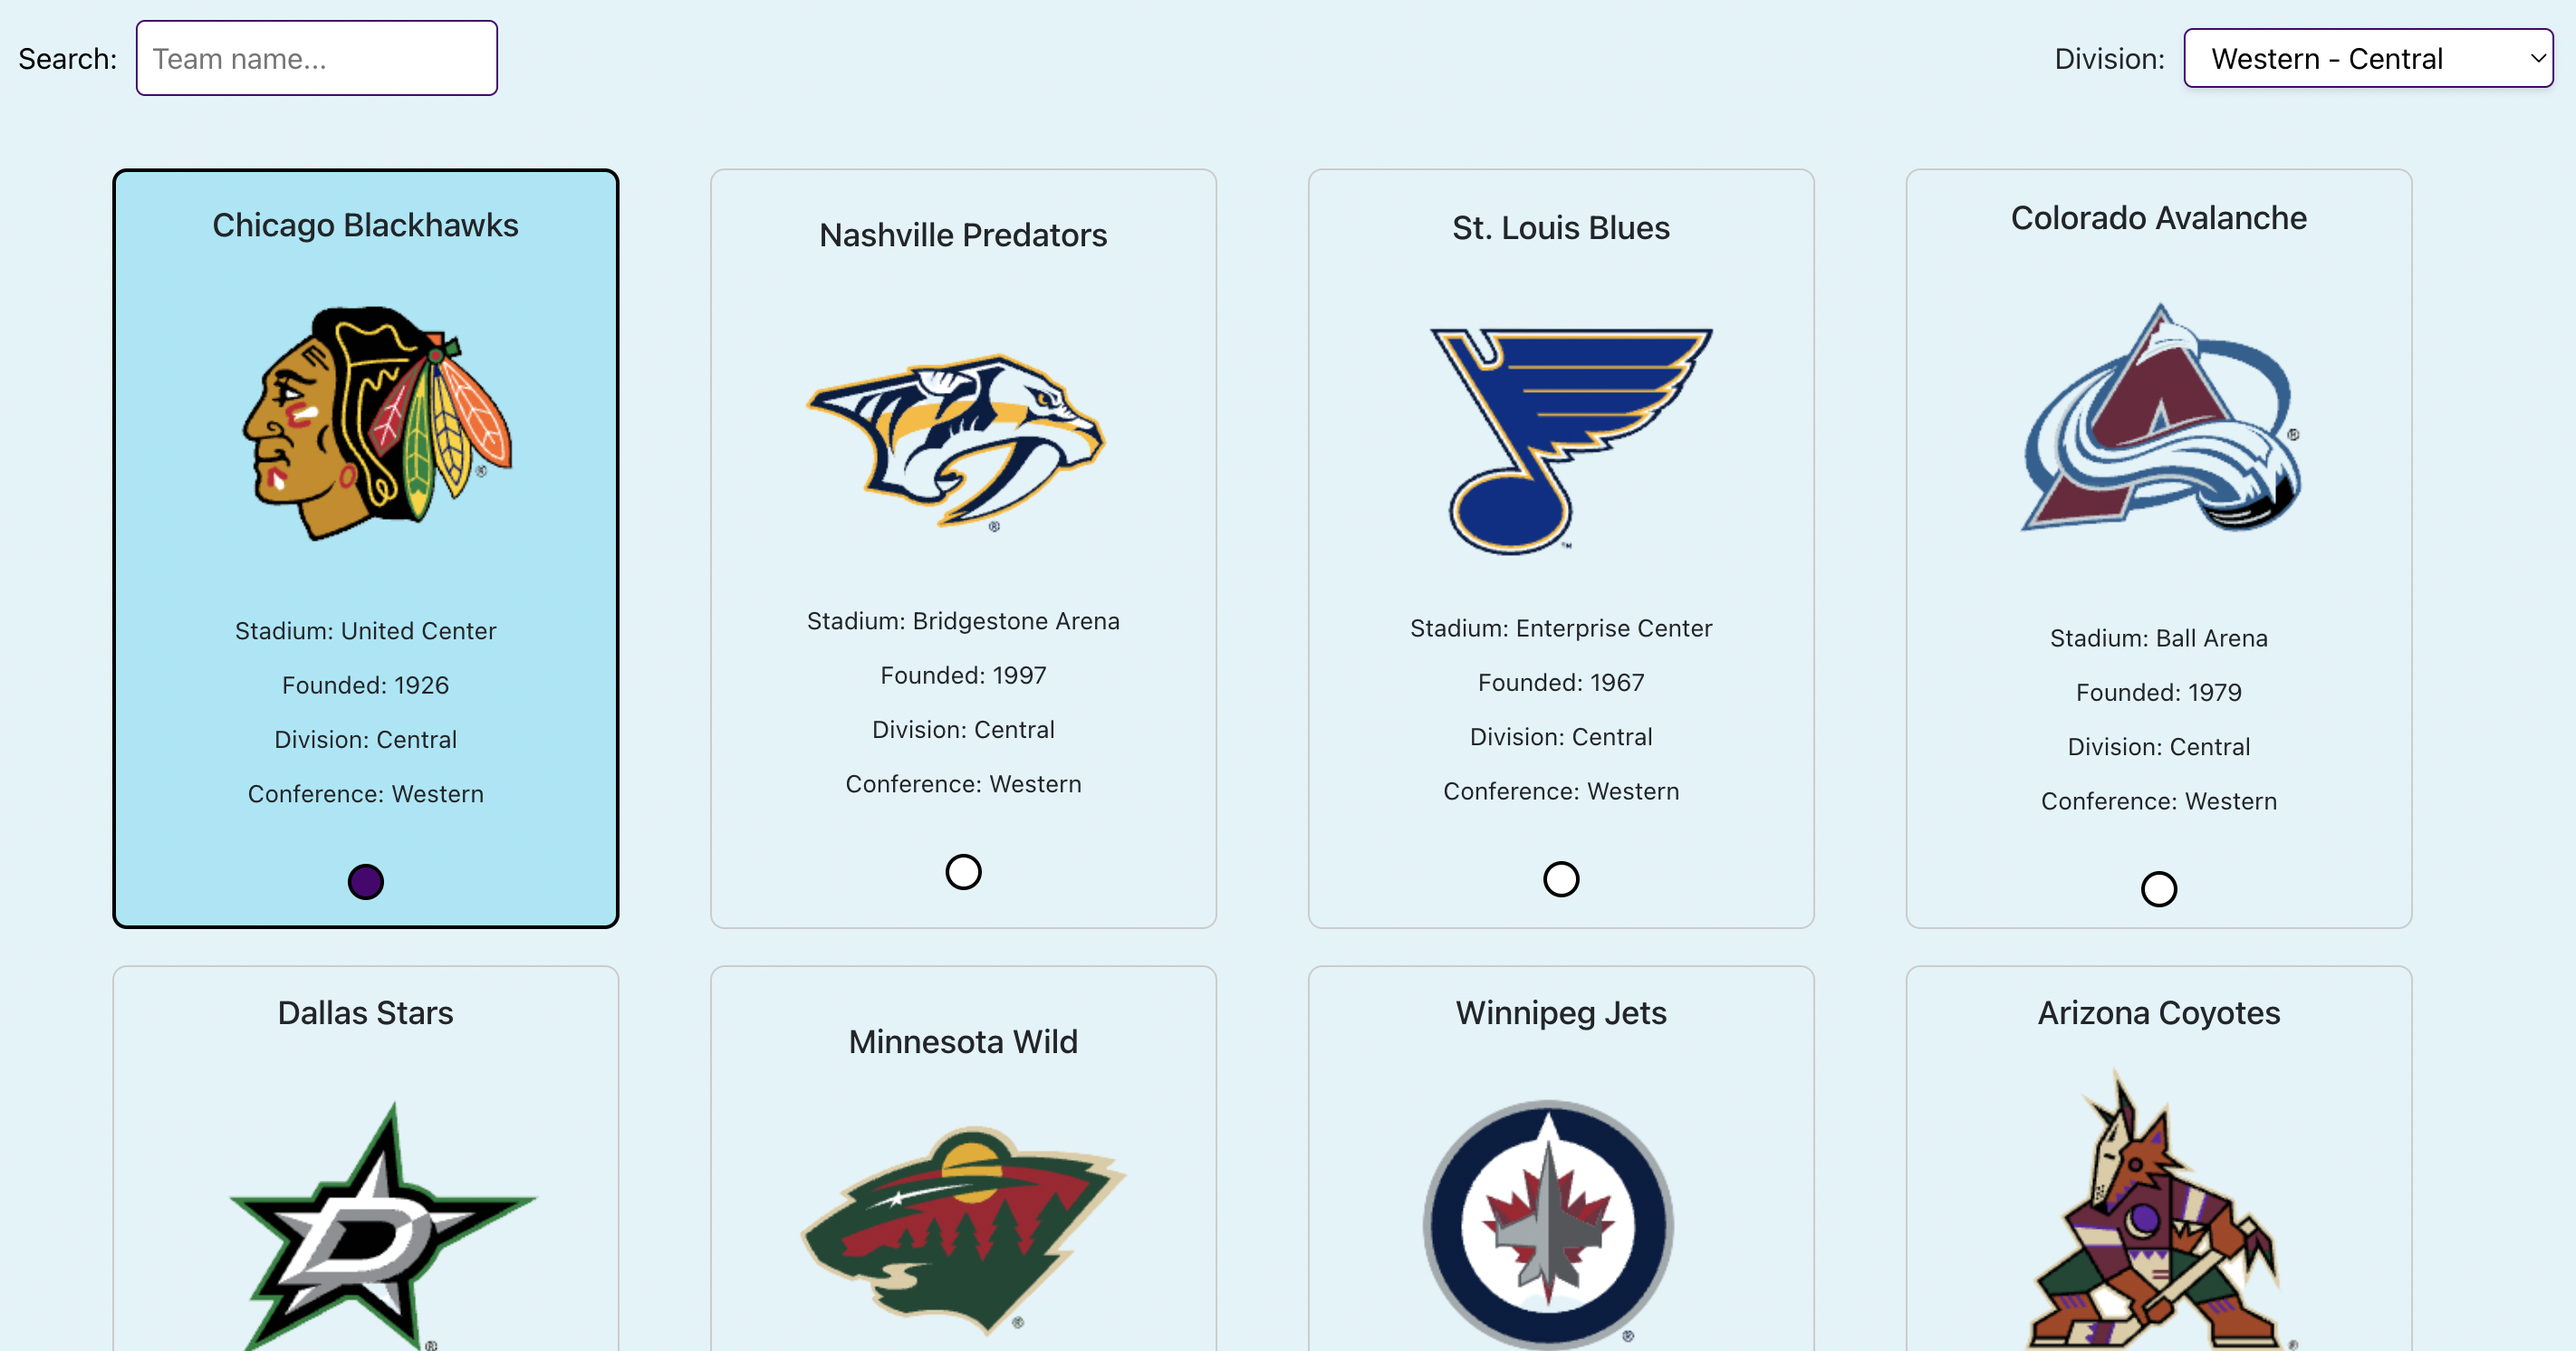 Search: Team name... Division: Western - Central
Chicago Blackhawks
Stadium: United Center
Founded: 1926
Division: Central
Conference: Western
Nashville Predators
®
Stadium: Bridgestone Arena
Founded: 1997
Division: Central
Conference: Western
St. Louis Blues
™
Stadium: Enterprise Center
Founded: 1967
Division: Central
Conference: Western
Colorado Avalanche
A
®
Stadium: Ball Arena
Founded: 1979
Division: Central
Conference: Western
Dallas Stars
D
®
Minnesota Wild
®
Winnipeg Jets
®
Arizona Coyotes
®